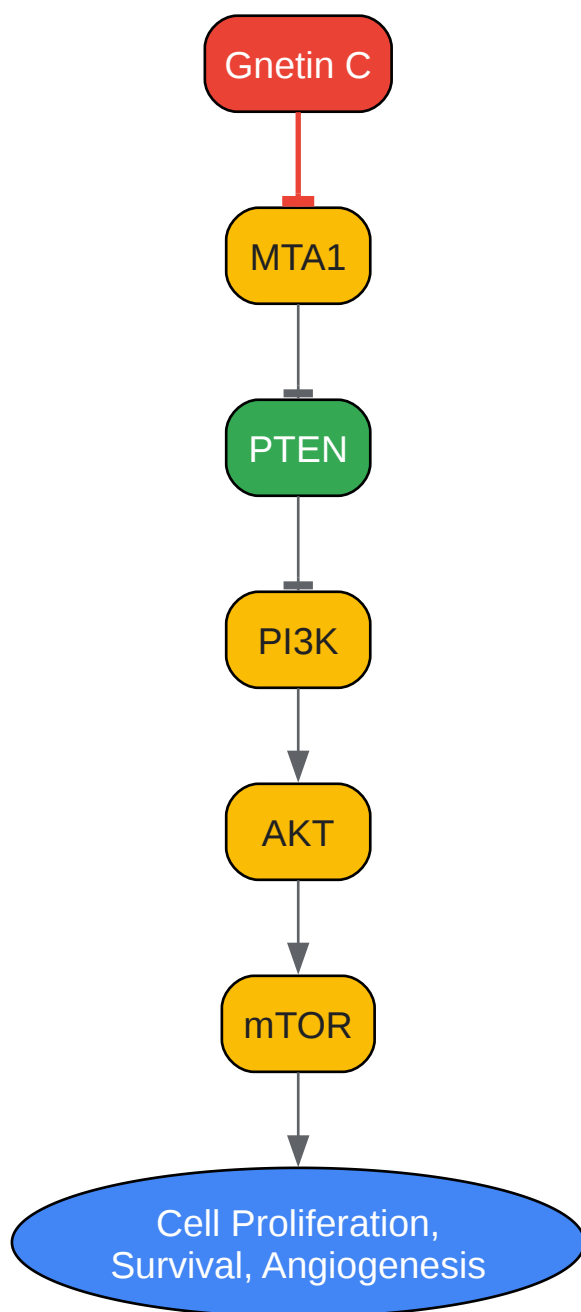 Gnetin C
MTA1
PTEN
PI3K
AKT
mTOR
Cell Proliferation,
Survival, Angiogenesis